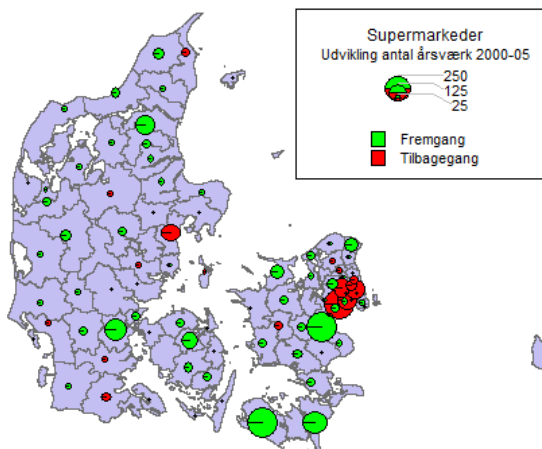 Supermarkeder
Udvikling antal årsværk 2000-05
250
125
25
Fremgang
Tilbagegang